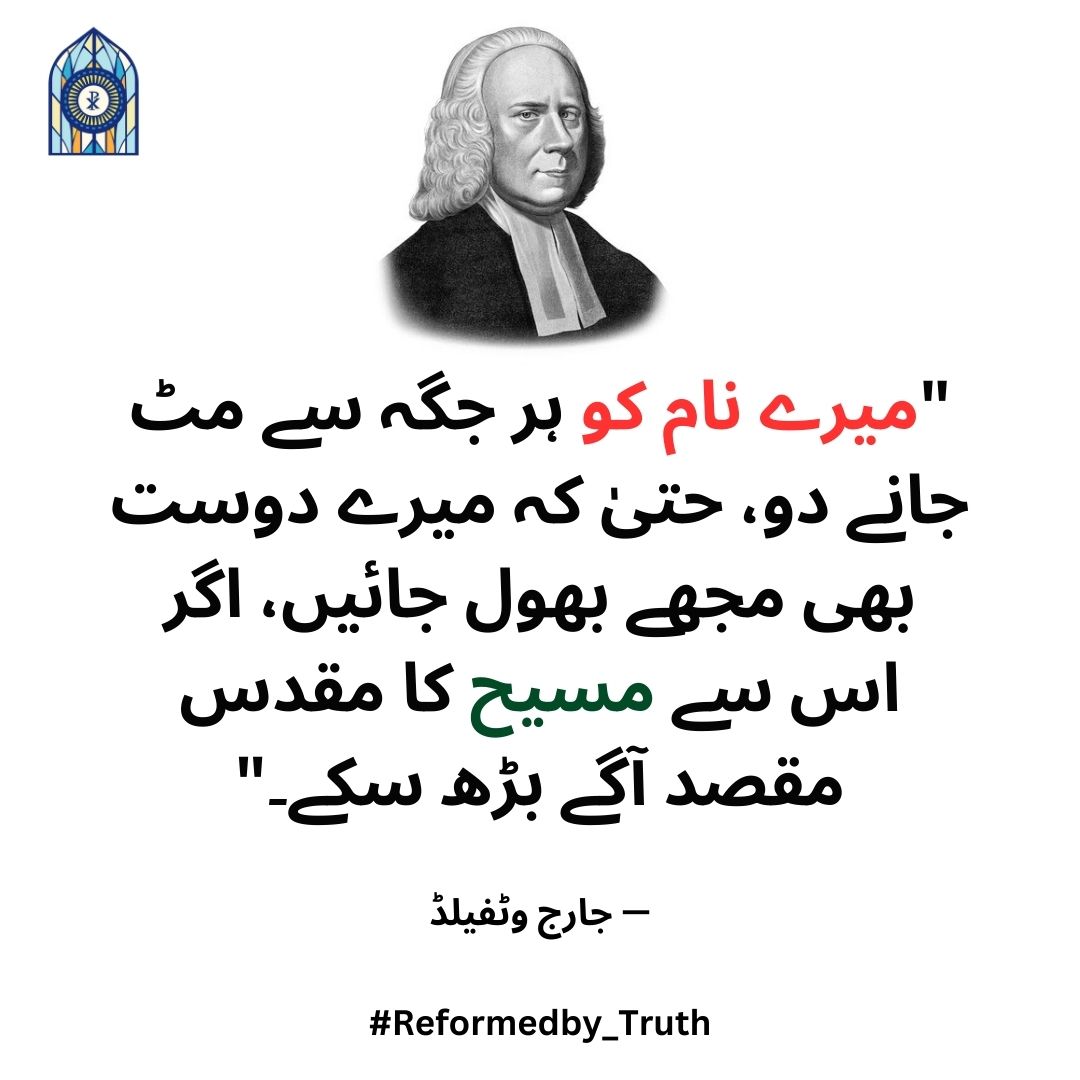 "میرے نام کو ہر جگہ سے مٹ
جانے دو، حتیٰ کہ میرے دوست
بھی مجھے بھول جائیں، اگر
اس سے مسیح کا مقدس
مقصد آگے بڑھ سکے۔"
— جارج وٹفیلڈ
#Reformedby_Truth